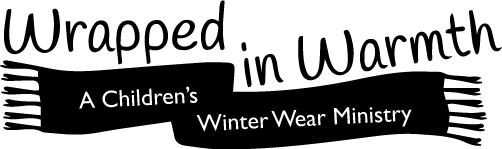 Wrapped in Warmth
A Children's
Winter Wear Ministry